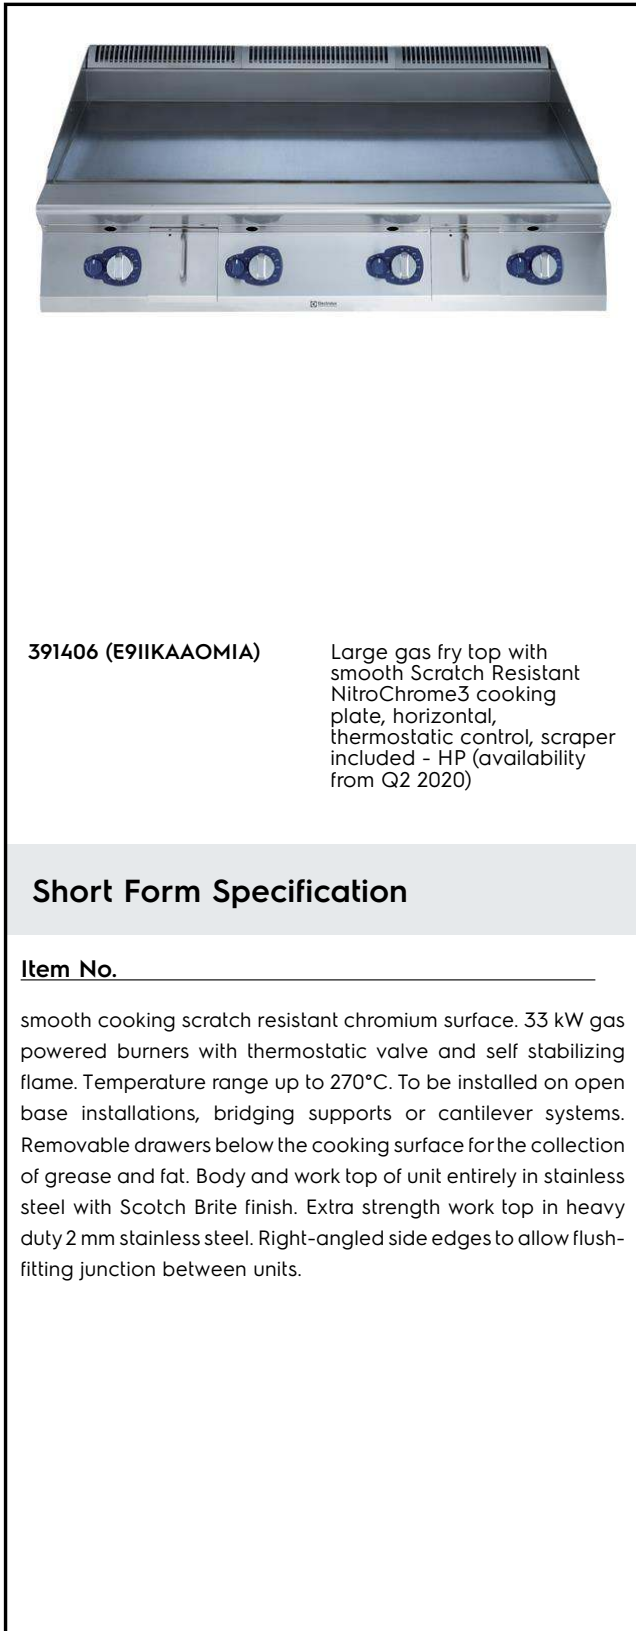 Electrolux
391406 (E9IIKAAOMIA)
Large gas fry top with
smooth Scratch Resistant
NitroChrome3 cooking
plate, horizontal,
thermostatic control, scraper
included - HP (availability
from Q2 2020)
Short Form Specification
Item No.
smooth cooking scratch resistant chromium surface. 33 kW gas
powered burners with thermostatic valve and self stabilizing
flame. Temperature range up to 270°C. To be installed on open
base installations, bridging supports or cantilever systems.
Removable drawers below the cooking surface for the collection
of grease and fat. Body and work top of unit entirely in stainless
steel with Scotch Brite finish. Extra strength work top in heavy
duty 2 mm stainless steel. Right-angled side edges to allow flush-
fitting junction between units.